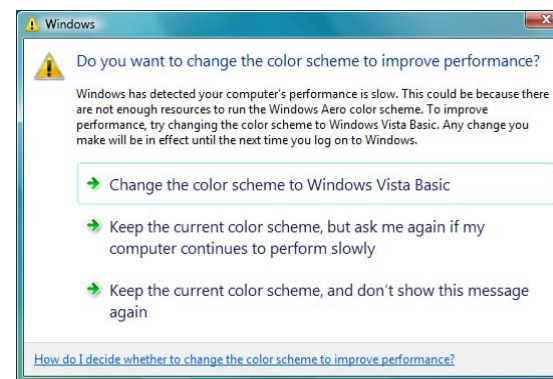 Windows
Do you want to change the color scheme to improve performance?
Windows has detected your computer's performance is slow. This could be because there
are not enough resources to run the Windows Aero color scheme. To improve
performance, try changing the color scheme to Windows Vista Basic. Any change you
make will be in effect until the next time you log on to Windows.
Change the color scheme to Windows Vista Basic
Keep the current color scheme, but ask me again if my
computer continues to perform slowly
Keep the current color scheme, and don't show this message
again
How do I decide whether to change the color scheme to improve performance?